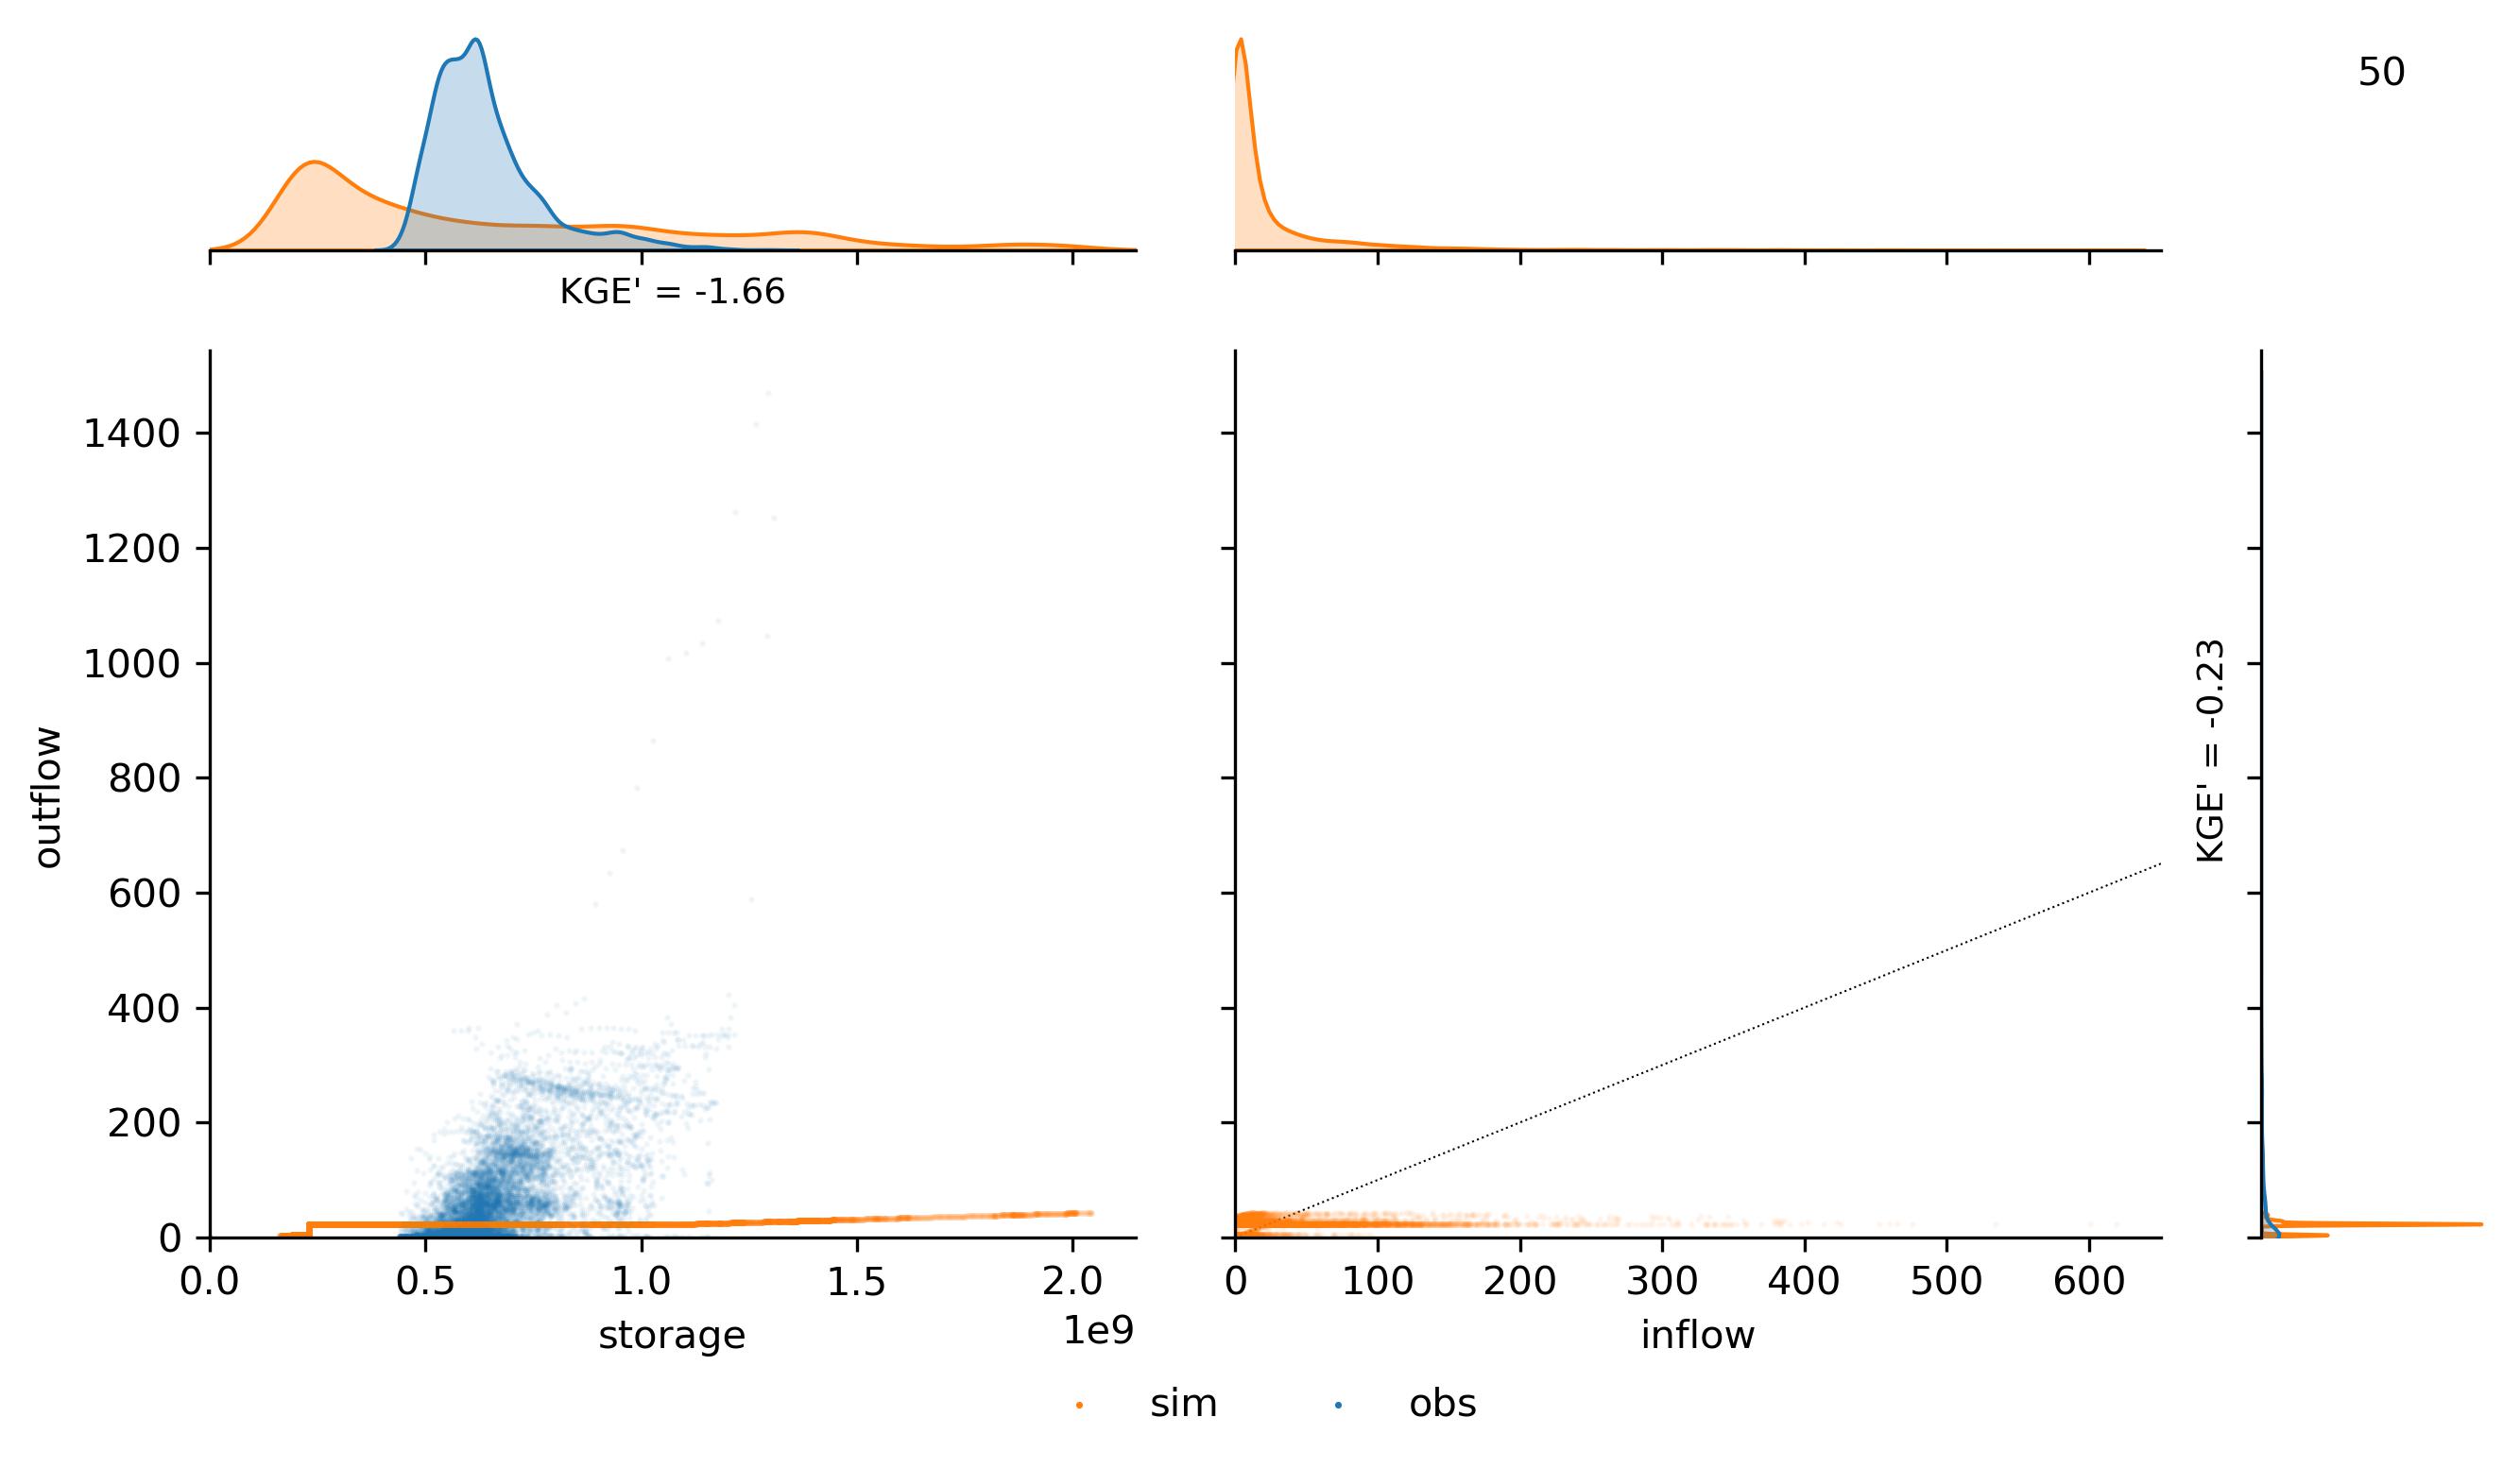 50
KGE' = -1.66
1400
1200
1000
800
600
400
200
0
outflow
KGE' = -0.23
0.0 0.5 1.0 1.5 2.0
1e9
storage
0 100 200 300 400 500 600
inflow
sim obs